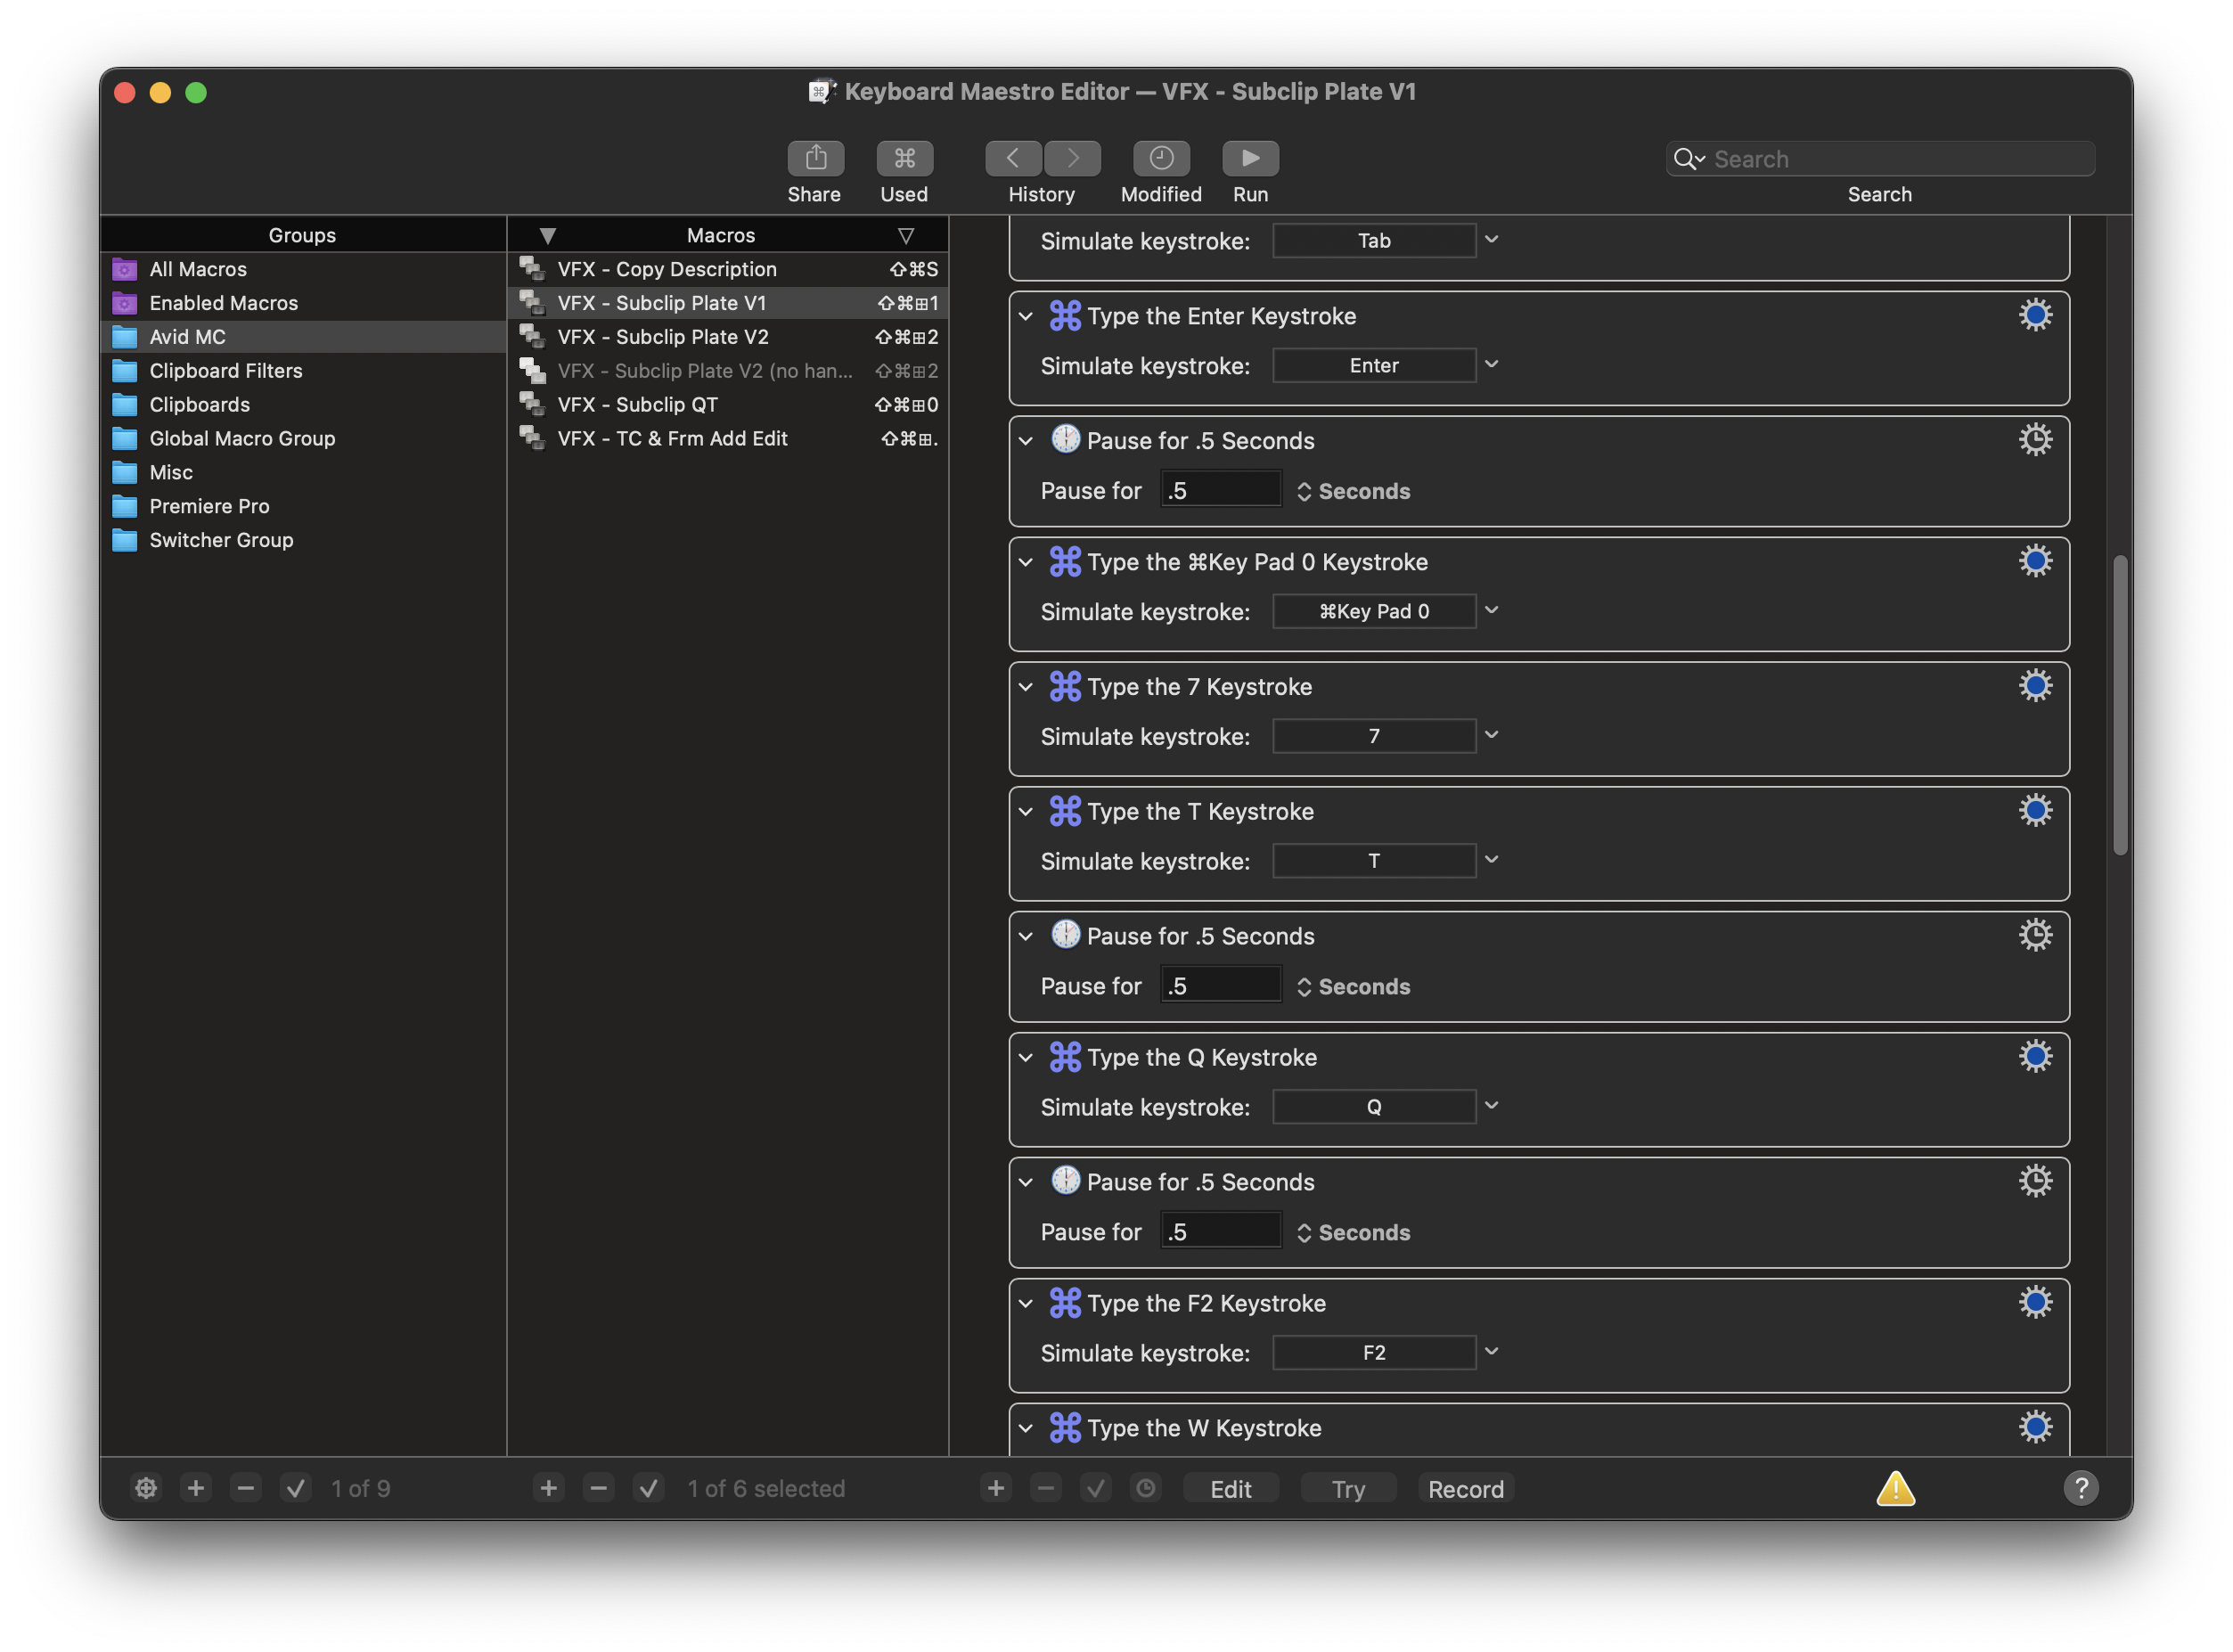 Keyboard Maestro Editor — VFX - Subclip Plate V1
Share
Used
History
Modified
Run
Search
Search
Groups
All Macros
Enabled Macros
Avid MC
Clipboard Filters
Clipboards
Global Macro Group
Misc
Premiere Pro
Switcher Group
Macros
VFX - Copy Description ⇧⌘S
VFX - Subclip Plate V1 ⇧⌘⊞1
VFX - Subclip Plate V2 ⇧⌘⊞2
VFX - Subclip Plate V2 (no han... ⇧⌘⊞2
VFX - Subclip QT ⇧⌘⊞0
VFX - TC & Frm Add Edit ⇧⌘⊞.
Simulate keystroke: Tab
Type the Enter Keystroke
Simulate keystroke: Enter
Pause for .5 Seconds
Pause for .5 Seconds
Type the ⌘Key Pad 0 Keystroke
Simulate keystroke: ⌘Key Pad 0
Type the 7 Keystroke
Simulate keystroke: 7
Type the T Keystroke
Simulate keystroke: T
Pause for .5 Seconds
Pause for .5 Seconds
Type the Q Keystroke
Simulate keystroke: Q
Pause for .5 Seconds
Pause for .5 Seconds
Type the F2 Keystroke
Simulate keystroke: F2
Type the W Keystroke
1 of 9
1 of 6 selected
Edit
Try
Record
?